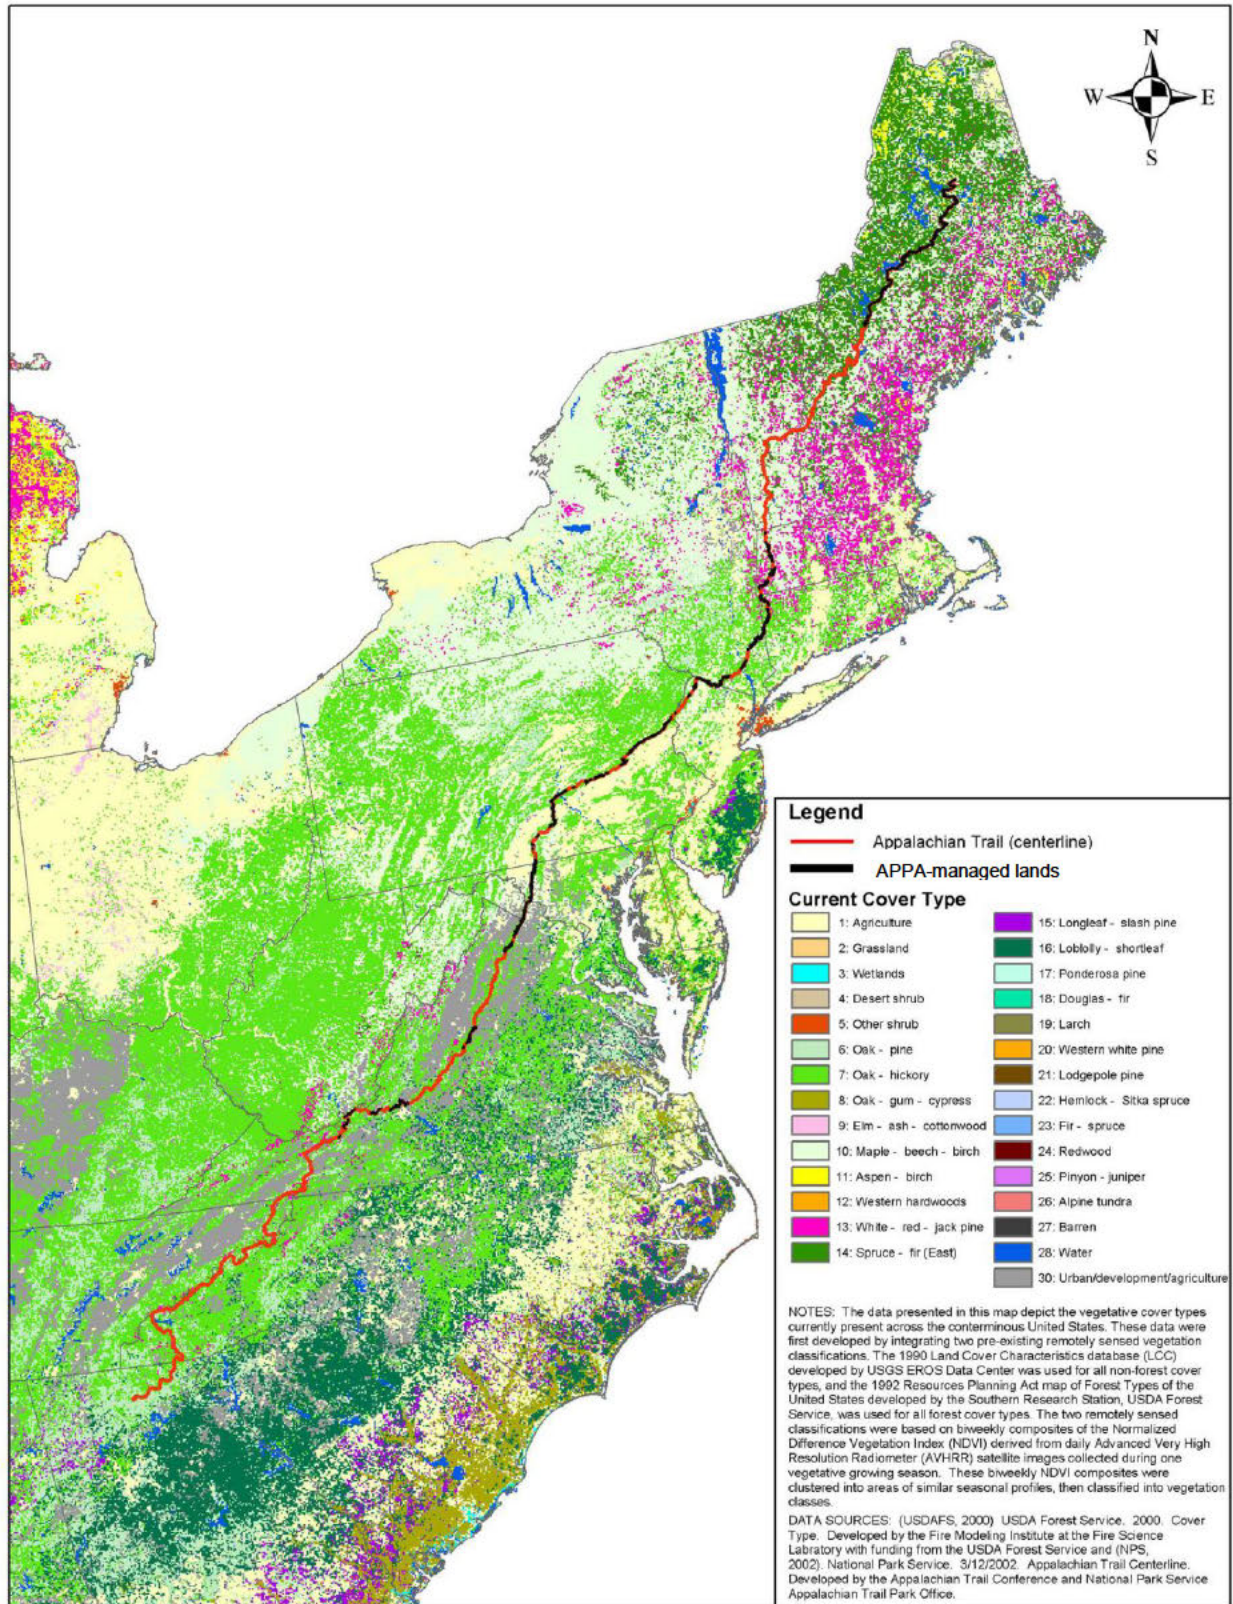 N
W E
S
Legend
Appalachian Trail (centerline)
APPA-managed lands
Current Cover Type
1: Agriculture
2: Grassland
3: Wetlands
4: Desert shrub
5: Other shrub
6: Oak - pine
7: Oak - hickory
8: Oak - gum - cypress
9: Elm - ash - cottonwood
10: Maple - beech - birch
11: Aspen - birch
12: Western hardwoods
13: White - red - jack pine
14: Spruce - fir (East)
15: Longleaf - slash pine
16: Loblolly - shortleaf
17: Ponderosa pine
18: Douglas - fir
19: Larch
20: Western white pine
21: Lodgepole pine
22: Hemlock - Sitka spruce
23: Fir - spruce
24: Redwood
25: Pinyon - juniper
26: Alpine tundra
27: Barren
28: Water
30: Urban/development/agriculture
NOTES: The data presented in this map depict the vegetative cover types
currently present across the conterminous United States. These data were
first developed by integrating two pre-existing remotely sensed vegetation
classifications. The 1990 Land Cover Characteristics database (LCC)
developed by USGS EROS Data Center was used for all non-forest cover
types, and the 1992 Resources Planning Act map of Forest Types of the
United States developed by the Southern Research Station, USDA Forest
Service, was used for all forest cover types. The two remotely sensed
classifications were based on biweekly composites of the Normalized
Difference Vegetation Index (NDVI) derived from daily Advanced Very High
Resolution Radiometer (AVHRR) satellite images collected during one
vegetative growing season. These biweekly NDVI composites were
clustered into areas of similar seasonal profiles, then classified into vegetation
classes.
DATA SOURCES: (USDAFS, 2000) USDA Forest Service. 2000. Cover
Type. Developed by the Fire Modeling Institute at the Fire Science
Labratory with funding from the USDA Forest Service and (NPS,
2002). National Park Service. 3/12/2002. Appalachian Trail Centerline.
Developed by the Appalachian Trail Conference and National Park Service
Appalachian Trail Park Office.